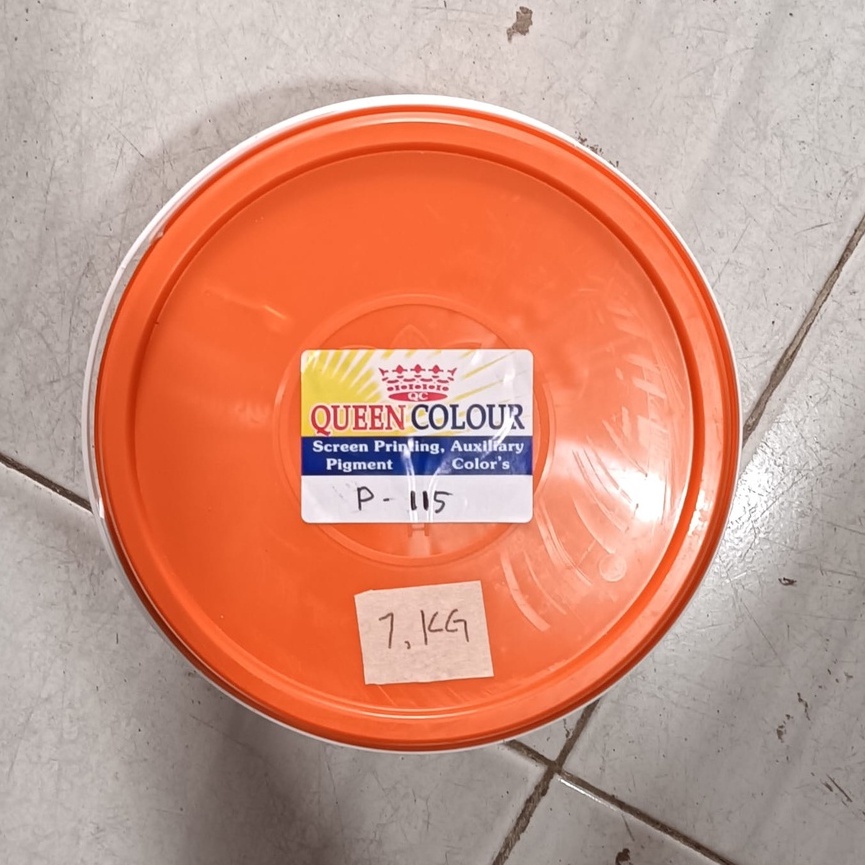 QC
QUEEN COLOUR
Screen Printing, Auxiliary
Pigment Color's
P - 115
1, KG